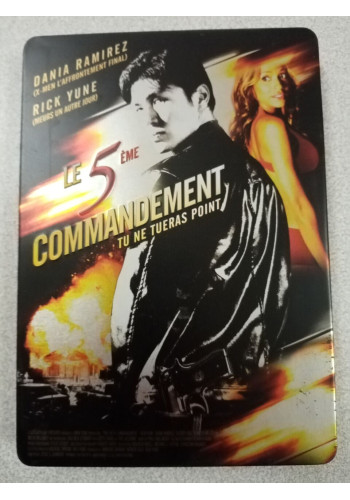 DANIA RAMIREZ
(X-MEN L'AFFRONTEMENT FINAL)
RICK YUNE
(MEURS UN AUTRE JOUR)
LE 5ÈME
COMMANDEMENT
TU NE TUERAS POINT